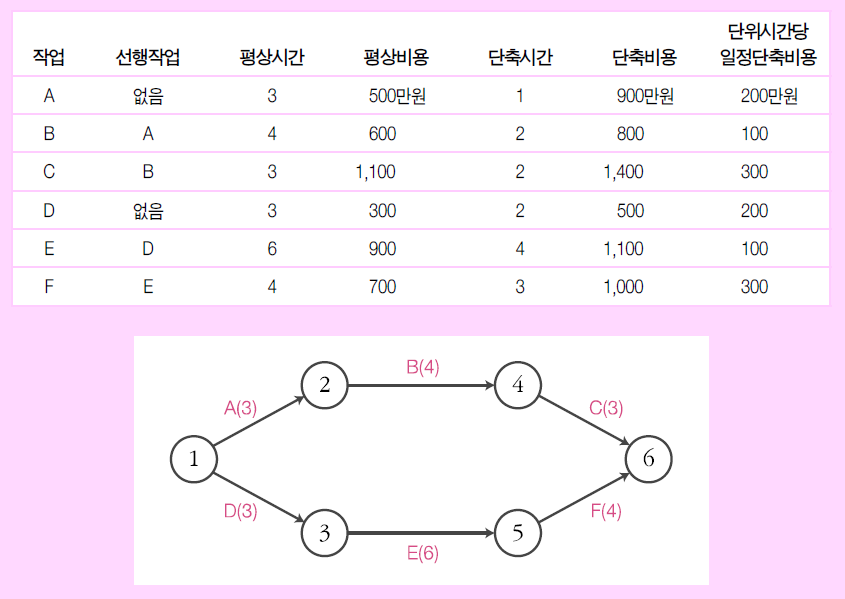 작업 선행작업 평상시간 평상비용 단축시간 단축비용 단위시간당 일정단축비용
A 없음 3 500만원 1 900만원 200만원
B A 4 600 2 800 100
C B 3 1,100 2 1,400 300
D 없음 3 300 2 500 200
E D 6 900 4 1,100 100
F E 4 700 3 1,000 300
B(4)
2 4
A(3) C(3)
1 6
D(3) F(4)
3 5
E(6)